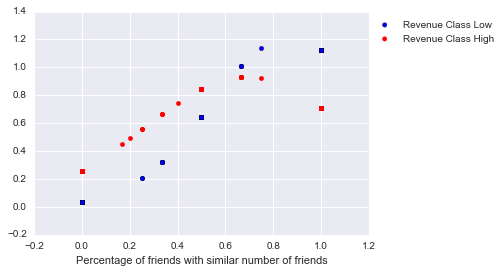 1.4
1.2
1.0
0.8
0.6
0.4
0.2
0.0
−0.2
−0.2 0.0 0.2 0.4 0.6 0.8 1.0 1.2
Percentage of friends with similar number of friends
Revenue Class Low
Revenue Class High